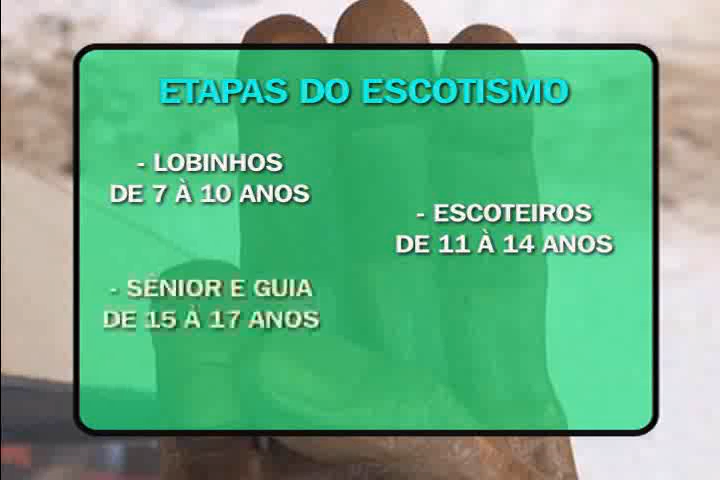 ETAPAS DO ESCOTISMO
- LOBINHOS
DE 7 À 10 ANOS
- ESCOTEIROS
DE 11 À 14 ANOS
- SÊNIOR E GUIA
DE 15 À 17 ANOS